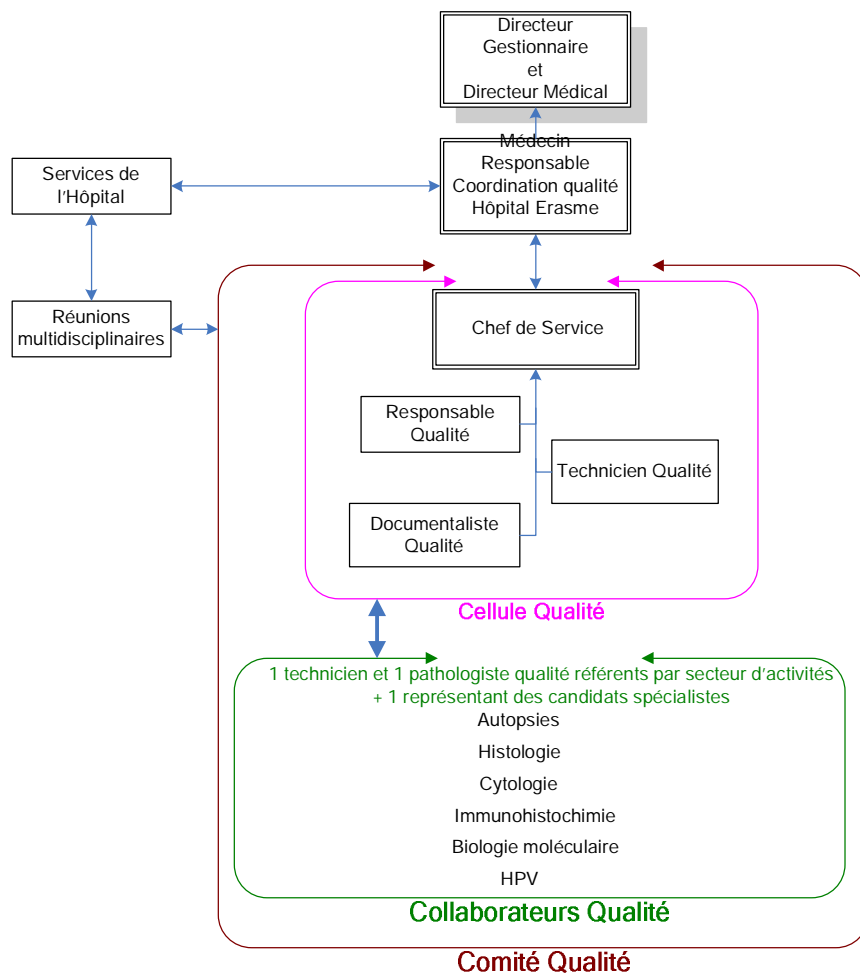 Directeur
Gestionnaire
et
Directeur Médical
Médecin
Responsable
Coordination qualité
Hôpital Erasme
Services de
l'Hôpital
Réunions
multidisciplinaires
Chef de Service
Responsable
Qualité
Technicien Qualité
Documentaliste
Qualité
Cellule Qualité
1 technicien et 1 pathologiste qualité référents par secteur d'activités
+ 1 représentant des candidats spécialistes
Autopsies
Histologie
Cytologie
Immunohistochimie
Biologie moléculaire
HPV
Collaborateurs Qualité
Comité Qualité